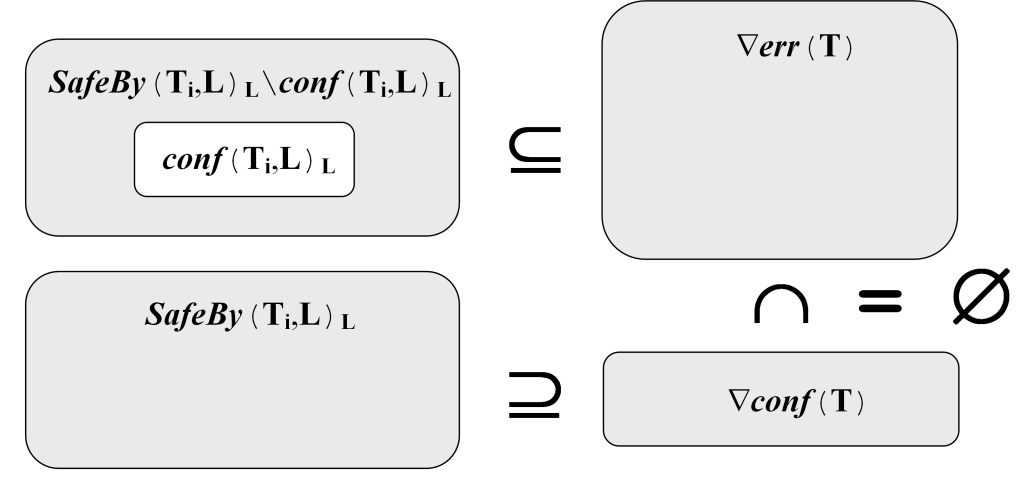 SafeBy(Ti,L)L\conf(Ti,L)L
conf(Ti,L)L
⊆
∇err(T)
∩ = ∅
SafeBy(Ti,L)L
⊇
∇conf(T)